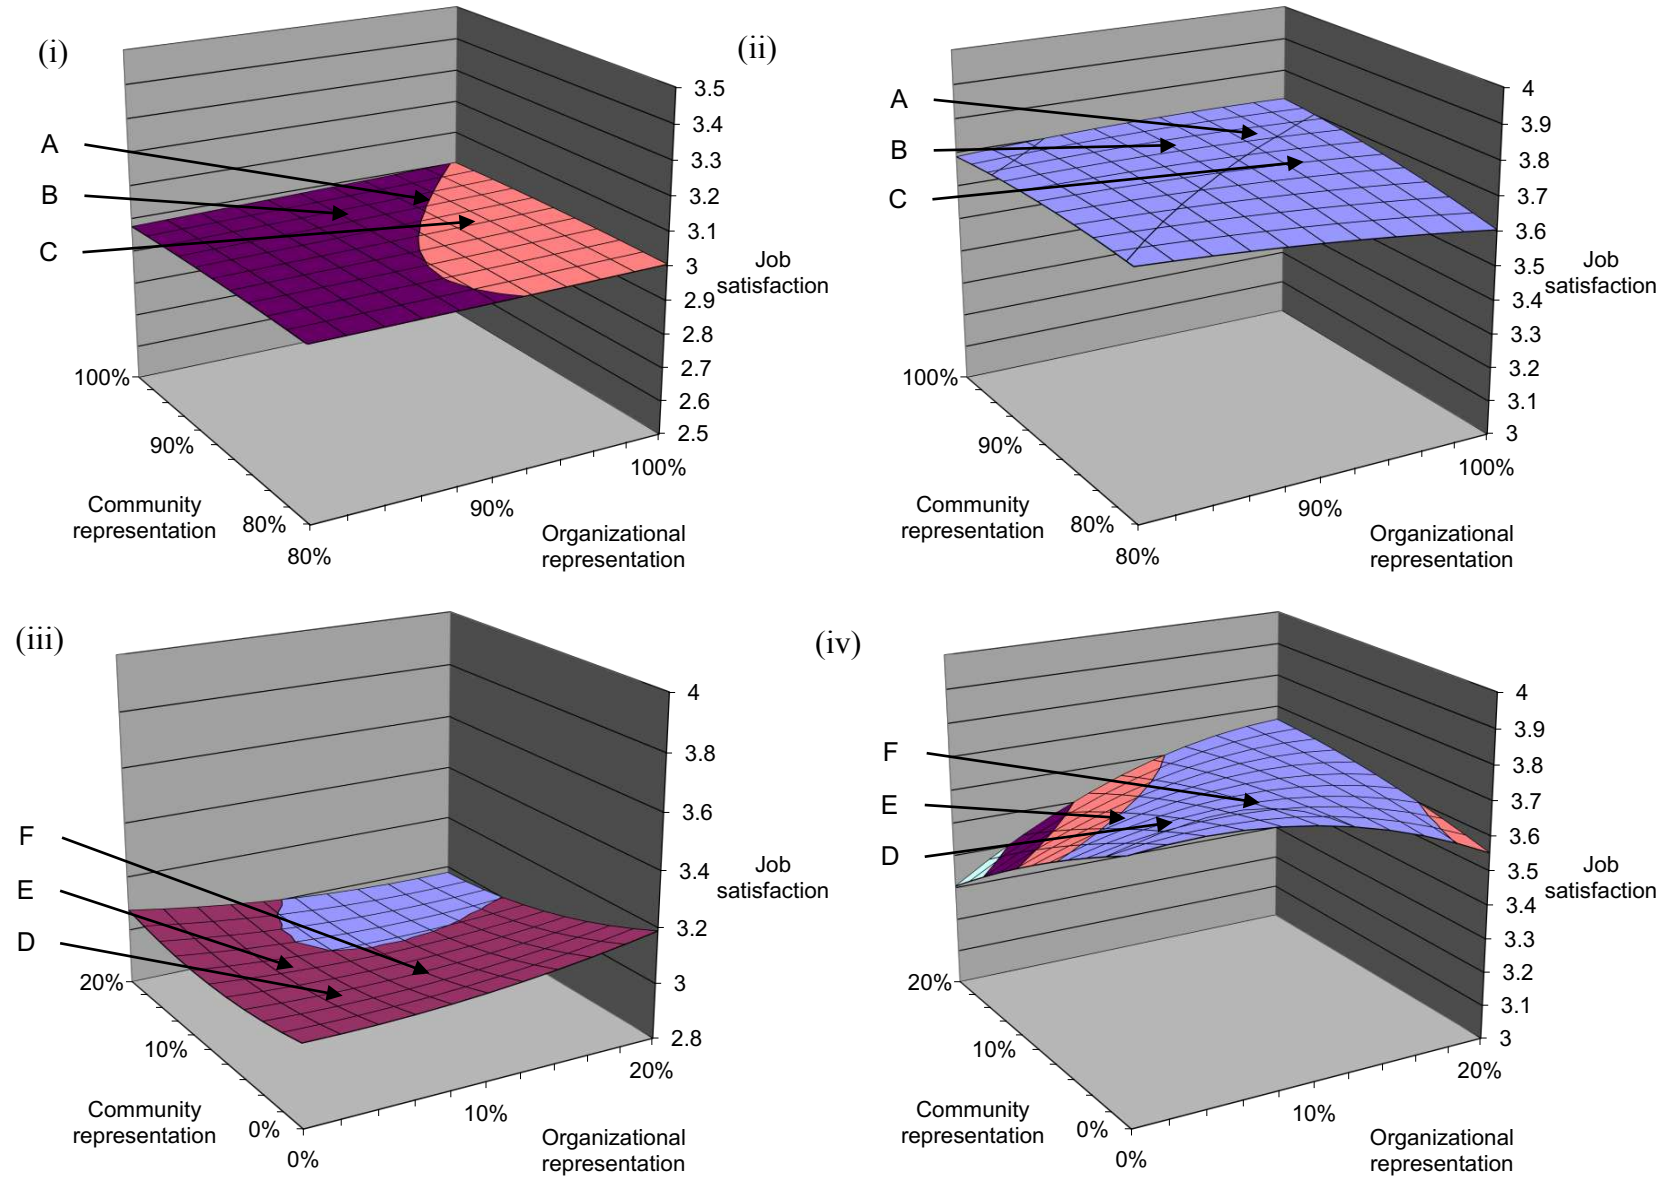 (i)
A
B
C
3.5
3.4
3.3
3.2
3.1
3
2.9
2.8
2.7
2.6
2.5
Job
satisfaction
100%
90%
80%
Community
representation
80%
90%
100%
Organizational
representation
(ii)
A
B
C
4
3.9
3.8
3.7
3.6
3.5
3.4
3.3
3.2
3.1
3
Job
satisfaction
100%
90%
80%
Community
representation
80%
90%
100%
Organizational
representation
(iii)
F
E
D
4
3.8
3.6
3.4
3.2
3
2.8
Job
satisfaction
20%
10%
0%
Community
representation
0%
10%
20%
Organizational
representation
(iv)
F
E
D
4
3.9
3.8
3.7
3.6
3.5
3.4
3.3
3.2
3.1
3
Job
satisfaction
20%
10%
0%
Community
representation
0%
10%
20%
Organizational
representation